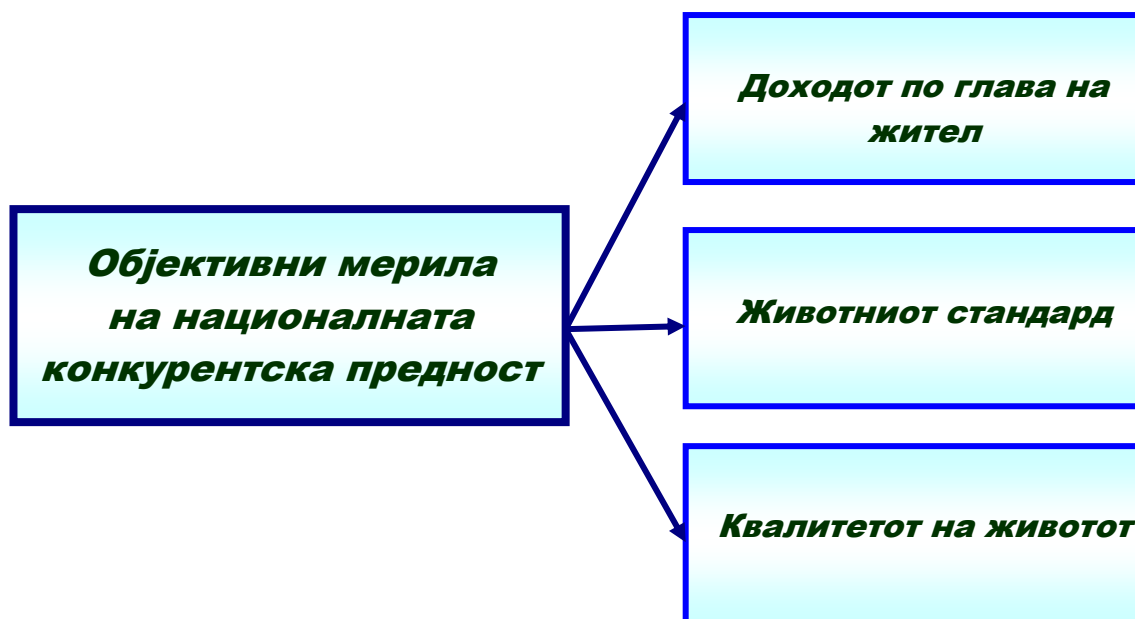 Објективни мерила
на националната
конкурентска предност
Доходот по глава на
жител
Животниот стандард
Квалитетот на животот